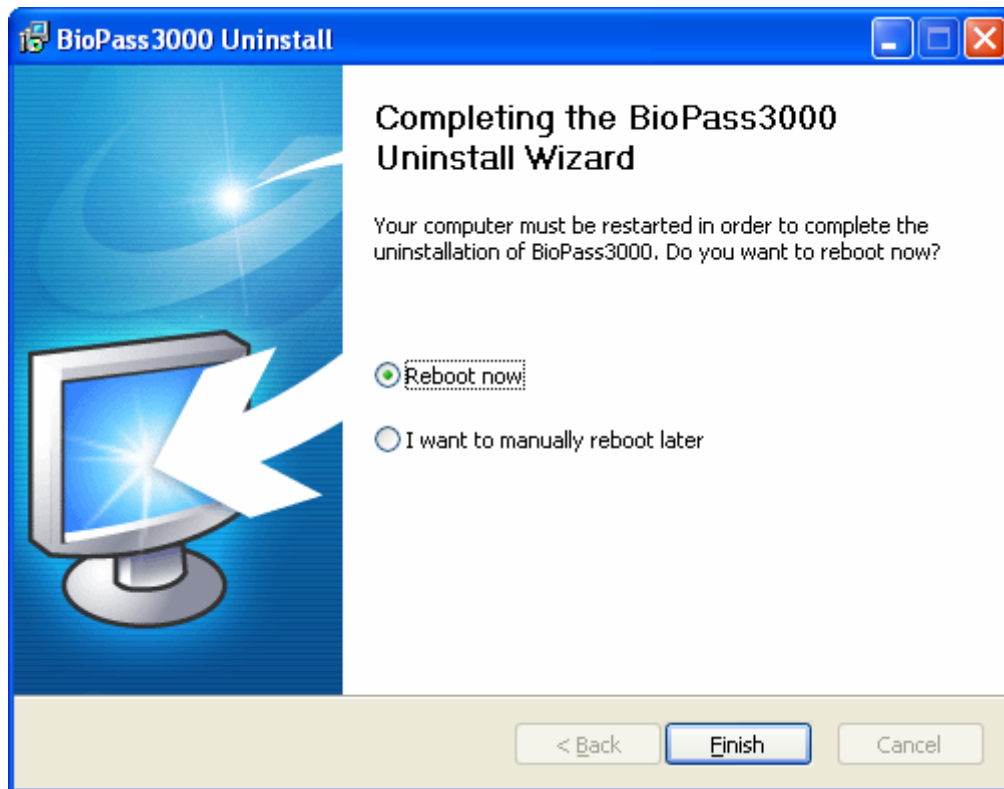 BioPass3000 Uninstall
Completing the BioPass3000
Uninstall Wizard
Your computer must be restarted in order to complete the
uninstallation of BioPass3000. Do you want to reboot now?
Reboot now
I want to manually reboot later
< Back
Finish
Cancel